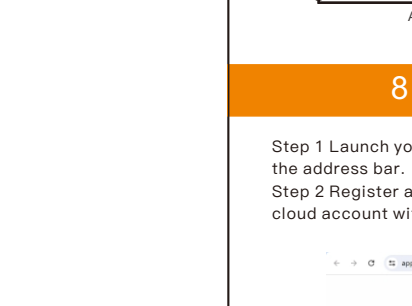 8
Step 1 Launch yo
the address bar.
Step 2 Register a
cloud account wi
app